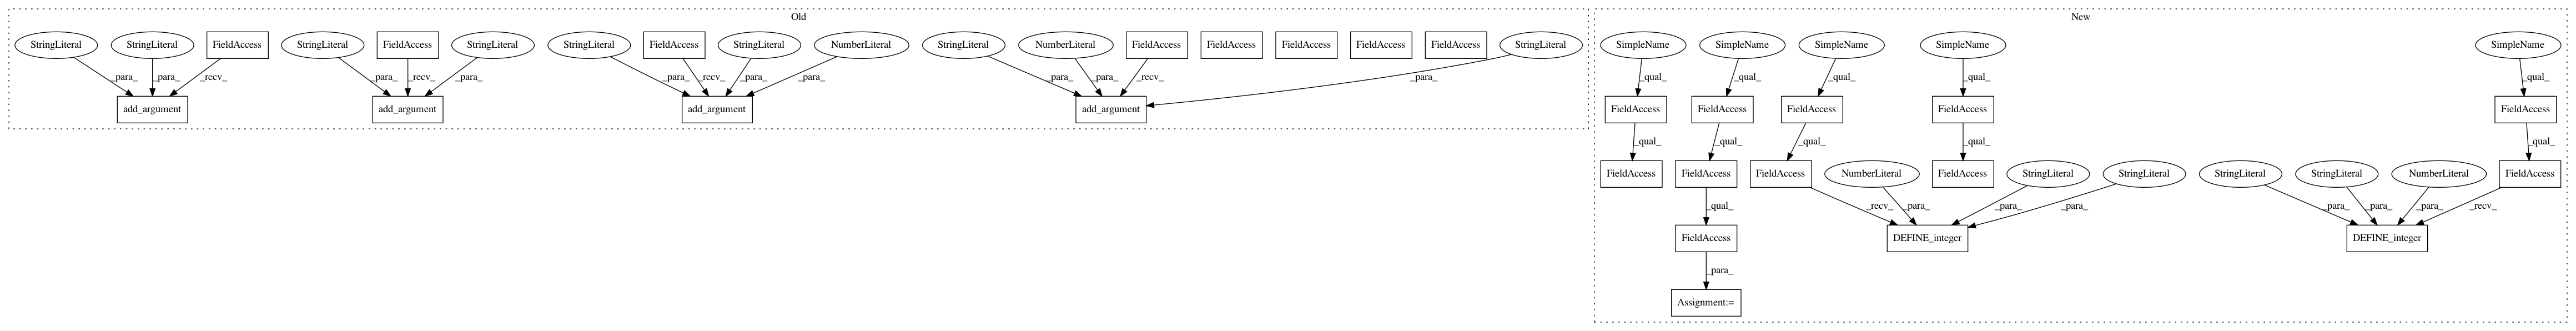 Old
New
StringLiteral StringLiteral FieldAccess StringLiteral FieldAccess StringLiteral StringLiteral FieldAccess StringLiteral NumberLiteral StringLiteral NumberLiteral FieldAccess FieldAccess FieldAccess FieldAccess FieldAccess StringLiteral
_para_ _para_ _recv_ _para_ _recv_ _para_ _para_ _recv_ _para_ _para_ _para_ _para_ _recv_ _para_
add_argument add_argument add_argument add_argument
SimpleName SimpleName SimpleName SimpleName SimpleName
_qual_ _qual_ _qual_ _qual_ _qual_
FieldAccess FieldAccess FieldAccess FieldAccess FieldAccess
_qual_ _qual_ _qual_ _qual_ _qual_
FieldAccess FieldAccess FieldAccess NumberLiteral FieldAccess StringLiteral StringLiteral StringLiteral StringLiteral NumberLiteral FieldAccess
_qual_ _recv_ _para_ _para_ _para_ _para_ _para_ _para_ _recv_
FieldAccess DEFINE_integer DEFINE_integer
_para_
Assignment:=